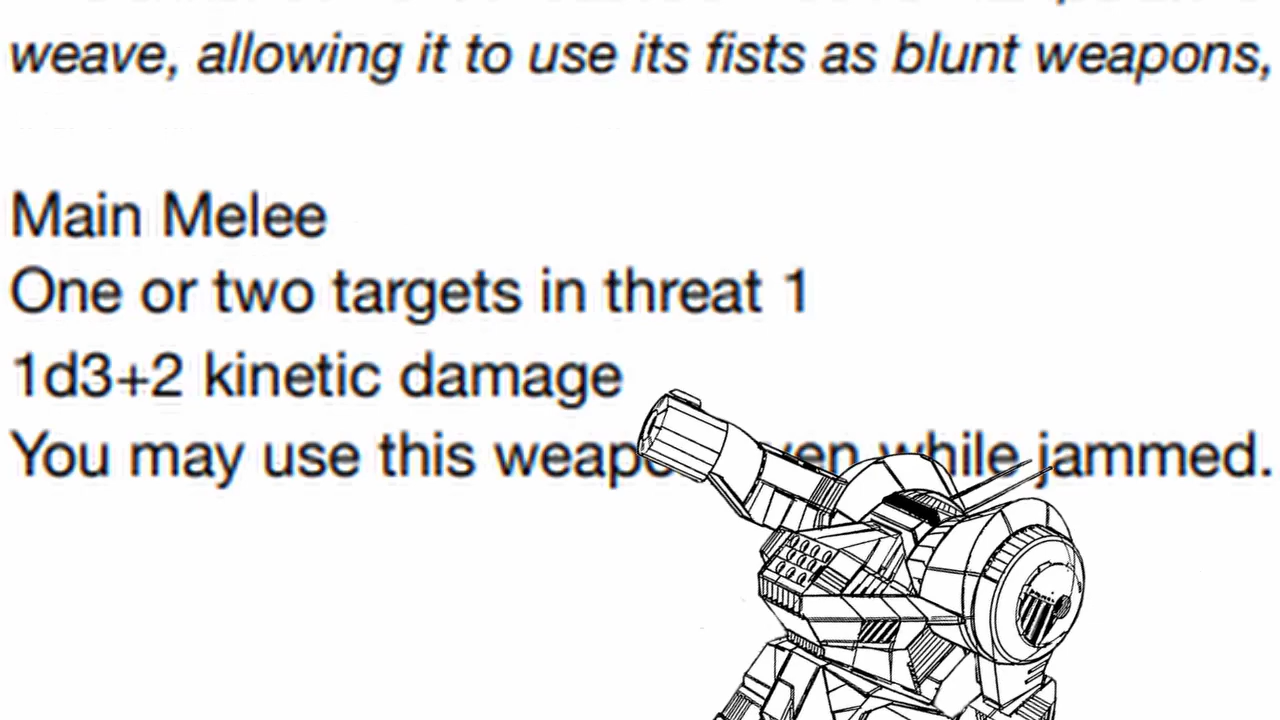 weave, allowing it to use its fists as blunt weapons,
Main Melee
One or two targets in threat 1
1d3+2 kinetic damage
You may use this while jammed.